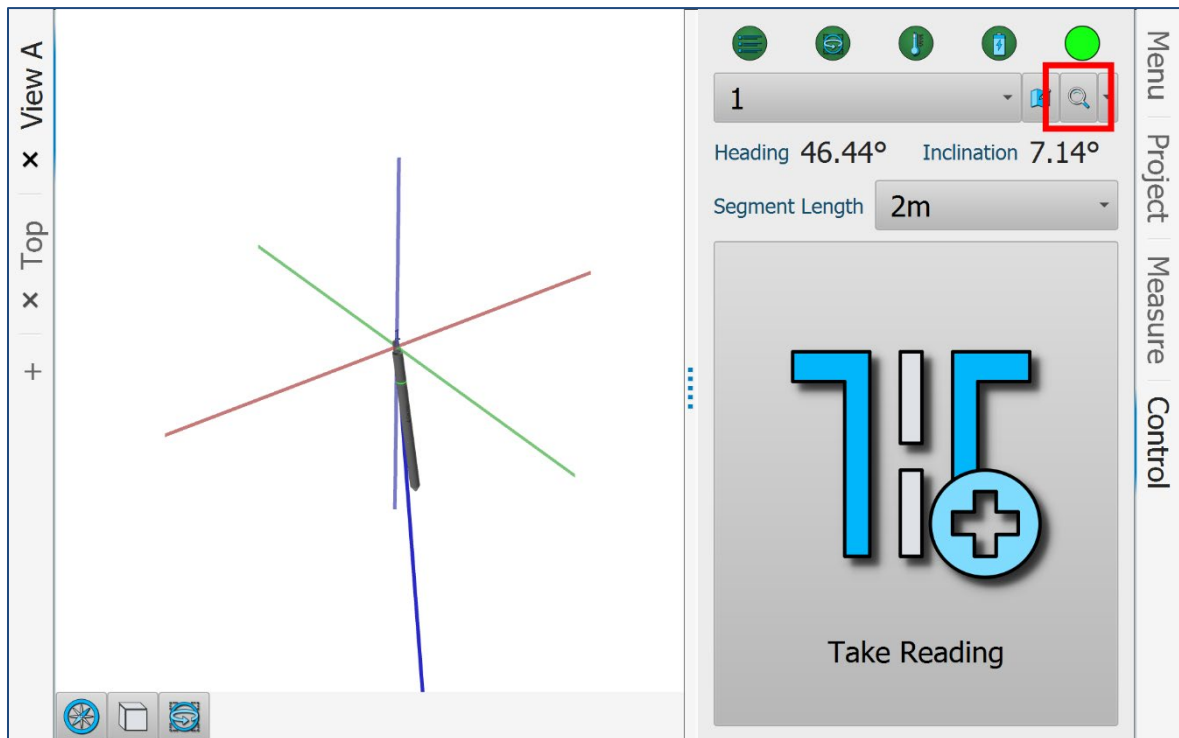 View A
×
Top
×
+
1
Heading 46.44° Inclination 7.14°
Segment Length 2m
Take Reading
Menu
Project
Measure
Control